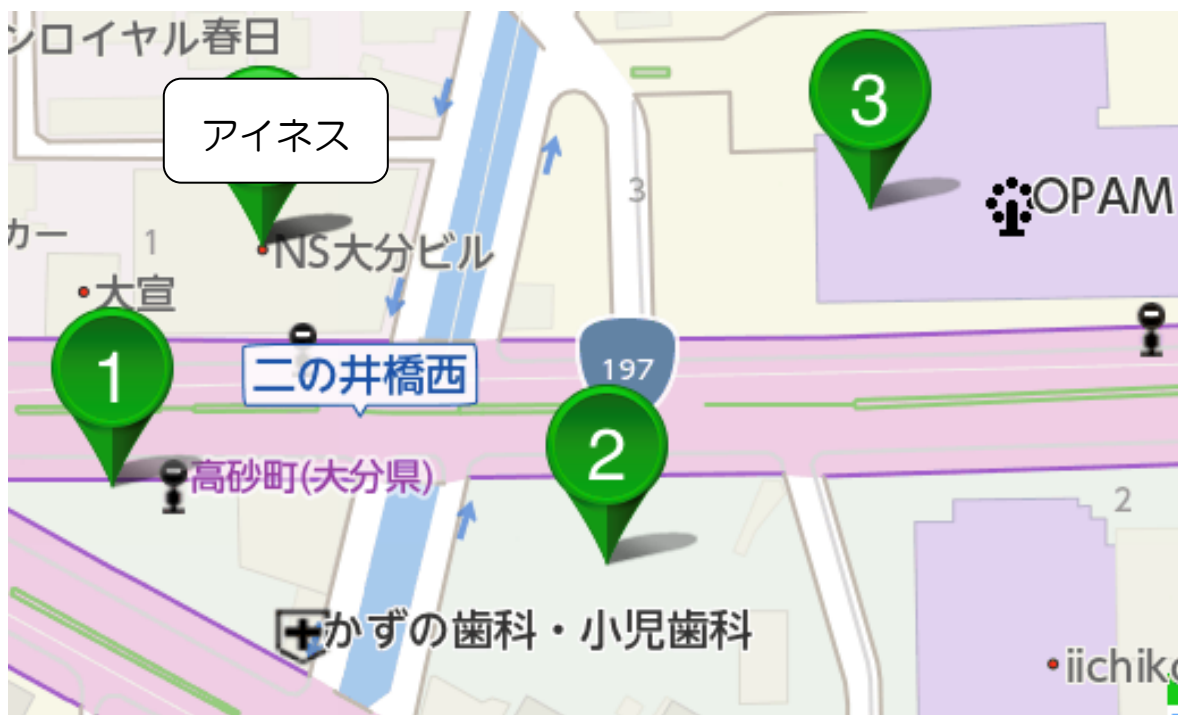 ンロイヤル春日
アイネス
3
3
OPAM
カー
1
NS大分ビル
大宣
1
二の井橋西
197
2
高砂町(大分県)
2
かずの歯科・小児歯科
iichiko